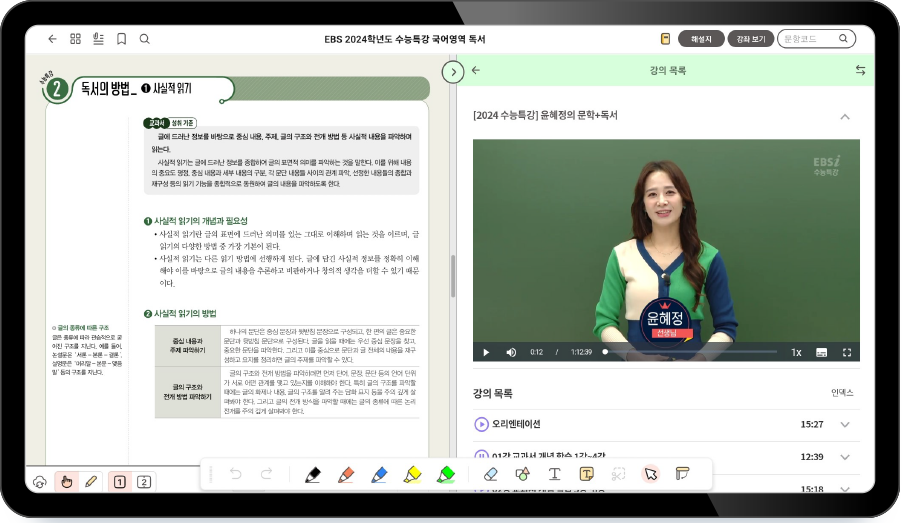 EBS 2024학년도 수능특강 국어영역 독서
해설지
강좌 보기
문항코드
수능특강
2
독서의 방법_ ❶ 사실적 읽기
교과서 성취 기준
글에 드러난 정보를 바탕으로 중심 내용, 주제, 글의 구조와 전개 방법 등 사실적 내용을 파악하며
읽는다.
사실적 읽기는 글에 드러난 정보를 종합하여 글의 표면적 의미를 파악하는 것을 말한다. 이를 위해 내용
의 중요도 평정, 중심 내용과 세부 내용의 구분, 각 문단 내용들 사이의 관계 파악, 선정한 내용들의 종합과
재구성 등의 읽기 기능을 종합적으로 동원하여 글의 내용을 파악하도록 한다.
❶ 사실적 읽기의 개념과 필요성
• 사실적 읽기란 글의 표면에 드러난 의미를 있는 그대로 이해하며 읽는 것을 이르며, 글
읽기의 다양한 방법 중 가장 기본이 된다.
• 사실적 읽기는 다른 읽기 방법에 선행하게 된다. 글에 담긴 사실적 정보를 정확히 이해
해야 이를 바탕으로 글의 내용을 추론하고 비판하거나 창의적 생각을 더할 수 있기 때문
이다.
❷ 사실적 읽기의 방법
글의 종류에 따른 구조
글은 종류에 따라 관습적으로 굳
어진 구조를 지닌다. 예를 들어,
논설문은 '서론 – 본론 – 결론',
설명문은 '머리말 – 본문 – 맺음
말' 등의 구조를 지닌다.
중심 내용과
주제 파악하기
하나의 문단은 중심 문장과 뒷받침 문장으로 구성되고, 한 편의 글은 중요한
문단과 뒷받침 문단으로 구성된다. 글을 읽을 때에는 우선 중심 문장을 찾고,
중요한 문단을 파악한다. 그리고 이를 중심으로 문단과 글 전체의 내용을 재구
성하고 요지를 정리하면 글의 주제를 파악할 수 있다.
글의 구조와
전개 방법 파악하기
글의 구조와 전개 방법을 파악하려면 먼저 단어, 문장, 문단 등의 언어 단위
가 서로 어떤 관계를 맺고 있는지를 이해해야 한다. 특히 글의 구조를 파악할
때에는 글의 화제나 내용, 글의 구조를 알려 주는 담화 표지 등을 주의 깊게 살
펴봐야 한다. 그리고 글의 전개 방식을 파악할 때에는 글의 종류에 따른 논리
전개를 주의 깊게 살펴봐야 한다.
1 2
강의 목록
[2024 수능특강] 윤혜정의 문학+독서
EBSi
수능특강
윤혜정
선생님
0:12 / 1:12:39
1x
강의 목록
인덱스
오리엔테이션
15:27
01강 교과서 개념 학습 1강~4강
12:39
15:18
T